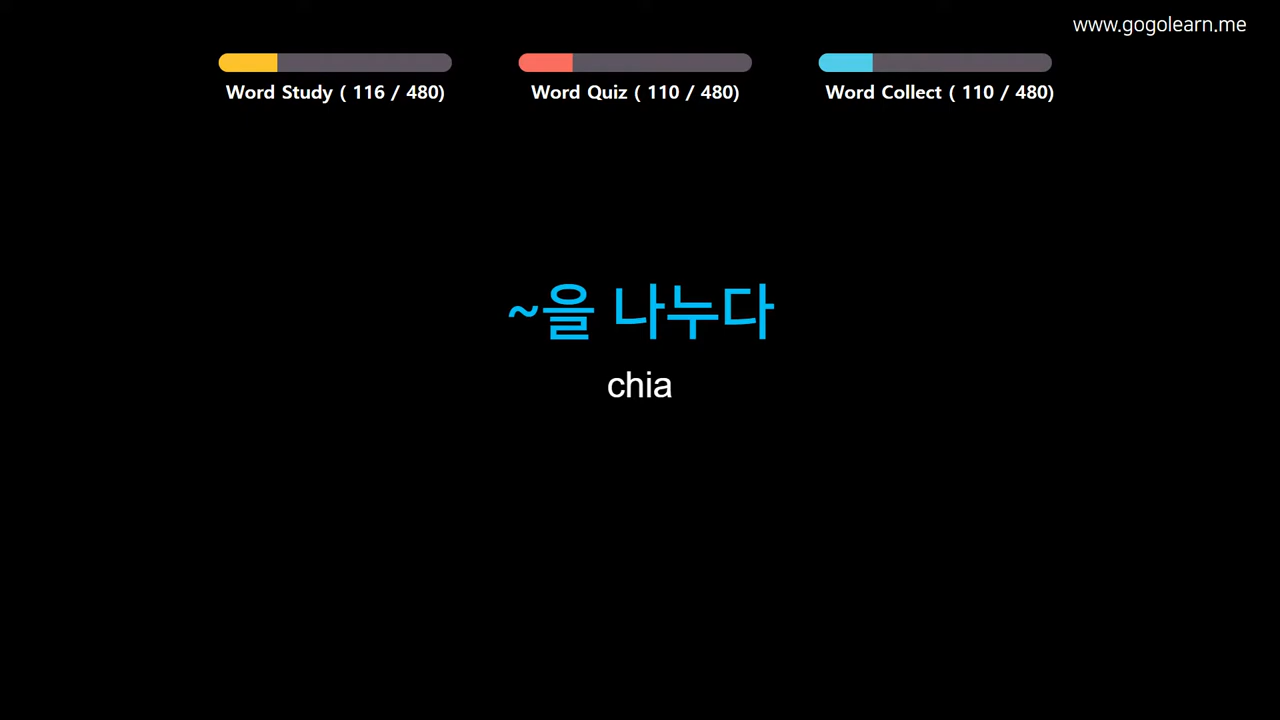 www.gogolearn.me
Word Study ( 116 / 480)
Word Quiz ( 110 / 480)
Word Collect ( 110 / 480)
~을 나누다
chia